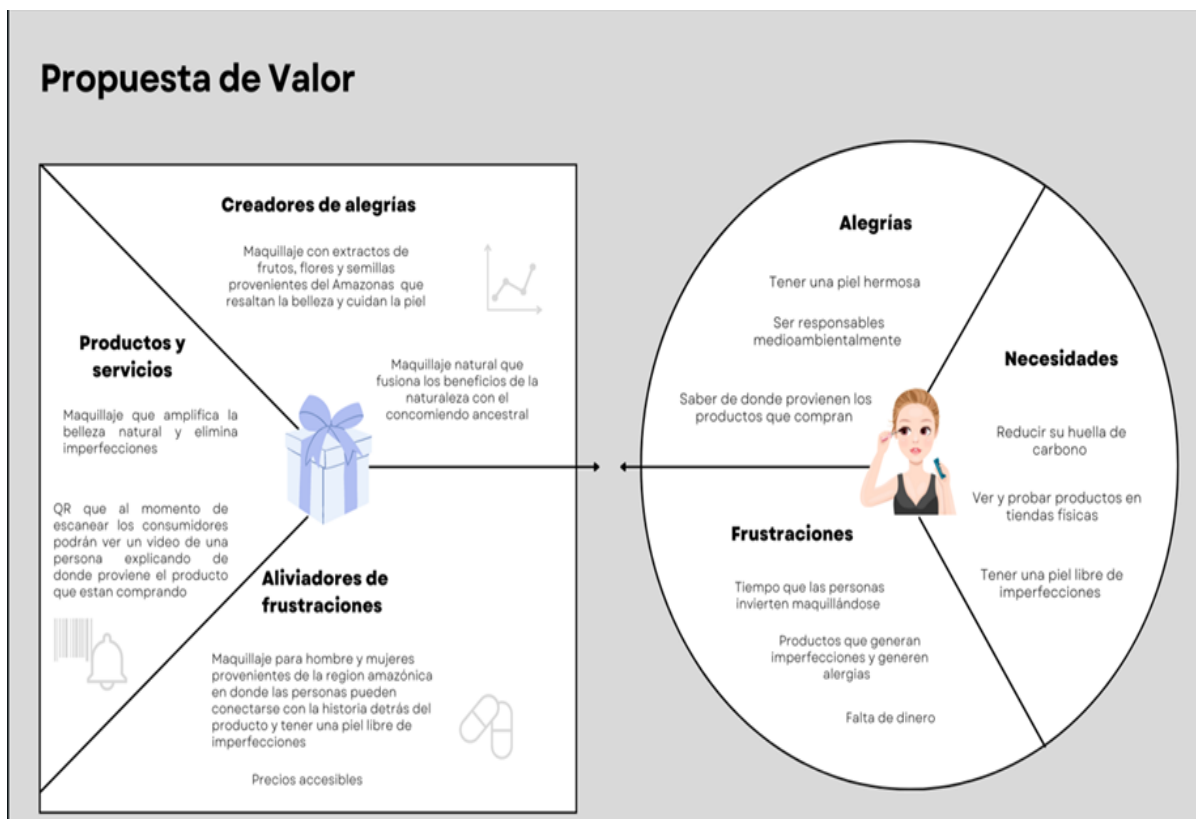 Propuesta de Valor
Creadores de alegrías
Maquillaje con extractos de
frutos, flores y semillas
provenientes del Amazonas que
resaltan la belleza y cuidan la piel
Maquillaje natural que
fusiona los beneficios de la
naturaleza con el
concomiendo ancestral
Productos y
servicios
Maquillaje que amplifica la
belleza natural y elimina
imperfecciones
QR que al momento de
escanear los consumidores
podrán ver un video de una
persona explicando de
donde proviene el producto
que estan comprando
Aliviadores de
frustraciones
Maquillaje para hombre y mujeres
provenientes de la region amazónica
en donde las personas pueden
conectarse con la historia detrás del
producto y tener una piel libre de
imperfecciones
Precios accesibles
Alegrías
Tener una piel hermosa
Ser responsables
medioambientalmente
Saber de donde provienen los
productos que compran
Necesidades
Reducir su huella de
carbono
Ver y probar productos en
tiendas físicas
Tener una piel libre de
imperfecciones
Frustraciones
Tiempo que las personas
invierten maquillándose
Productos que generan
imperfecciones y generen
alergias
Falta de dinero